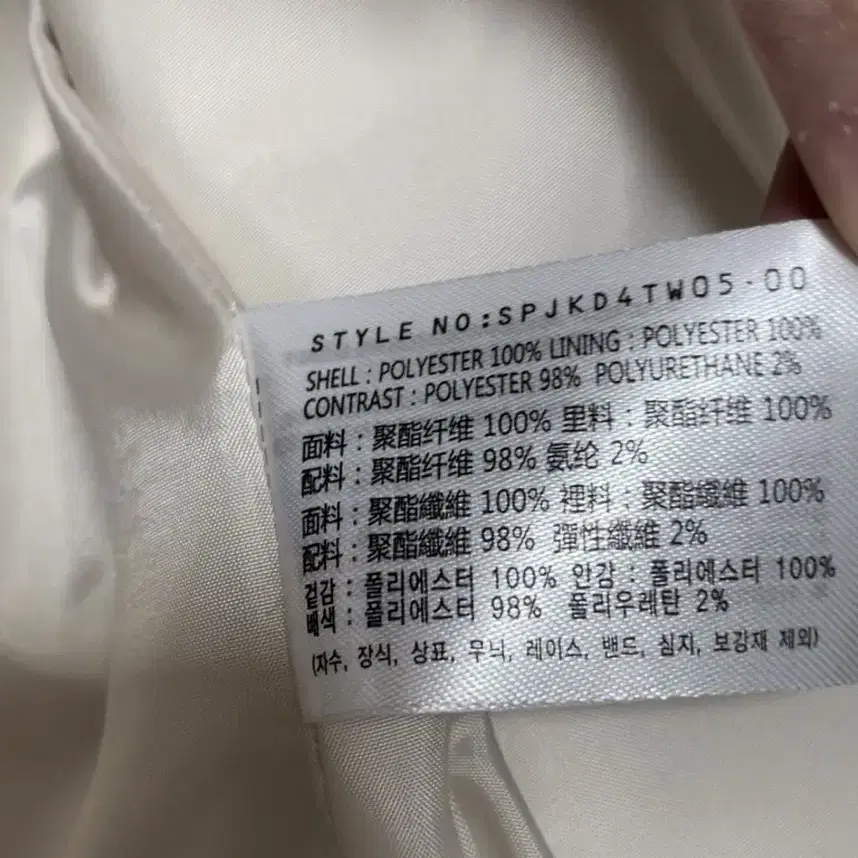 STYLE NO:SPJKD4TW05-00
SHELL : POLYESTER 100% LINING : POLYESTER 100%
CONTRAST : POLYESTER 98% POLYURETHANE 2%
面料 : 聚酯纤维 100% 里料 : 聚酯纤维 100%
配料 : 聚酯纤维 98% 氨纶 2%
面料 : 聚酯纖維 100% 裡料 : 聚酯纖維 100%
配料 : 聚酯纖維 98% 彈性纖維 2%
겉감 : 폴리에스터 100% 안감 : 폴리에스터 100%
배색 : 폴리에스터 98% 폴리우레탄 2%
(자수, 장식, 상표, 무늬, 레이스, 밴드, 심지, 보강재 제외)